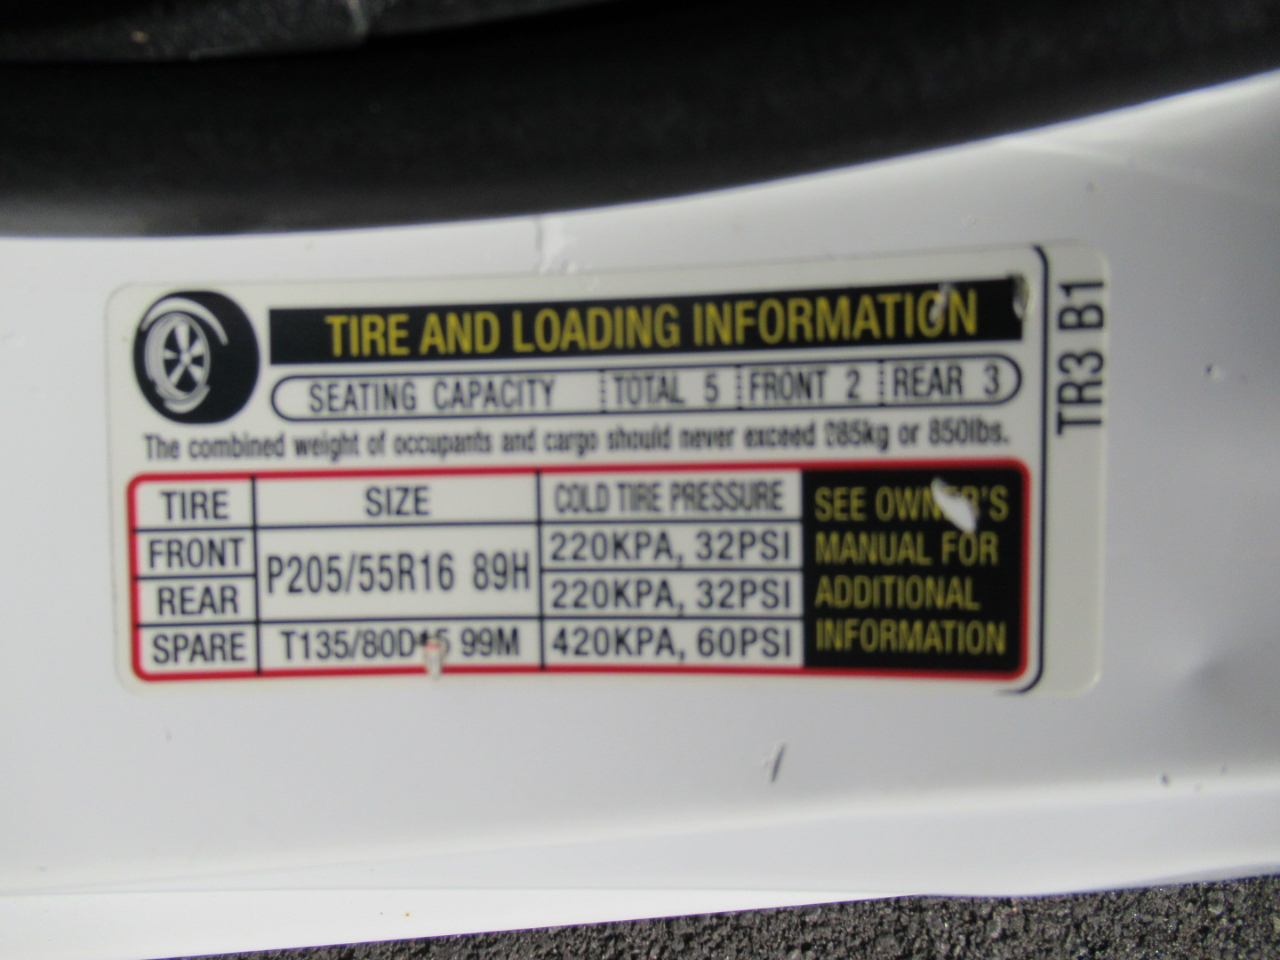 TIRE AND LOADING INFORMATION
SEATING CAPACITY TOTAL 5 FRONT 2 REAR 3
The combined weight of occupants and cargo should never exceed or 850lbs.
TIRE SIZE COLD TIRE PRESSURE
FRONT P205/55R16 89H 220KPA, 32PSI
REAR 220KPA, 32PSI
SPARE 99M 420KPA, 60PSI
SEE OWNER'S
MANUAL FOR
ADDITIONAL
INFORMATION
TR3 B1